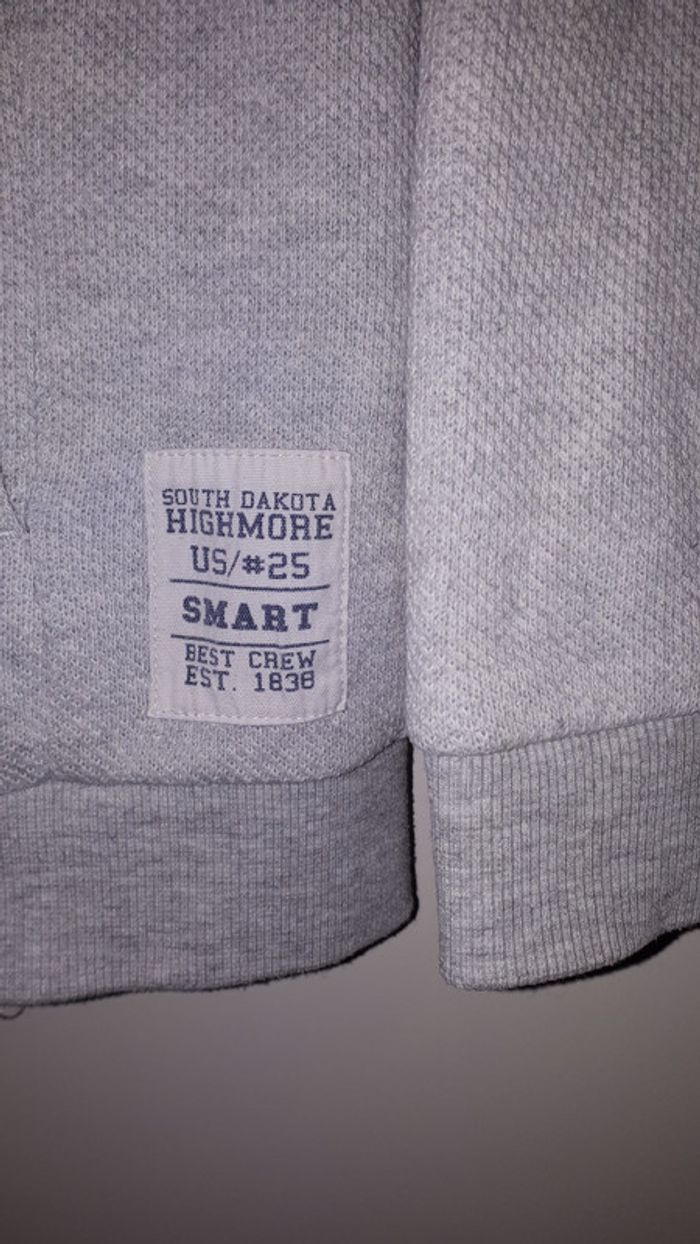 SOUTH DAKOTA
HIGHMORE
US/#25
SMART
BEST CREW
EST. 1838